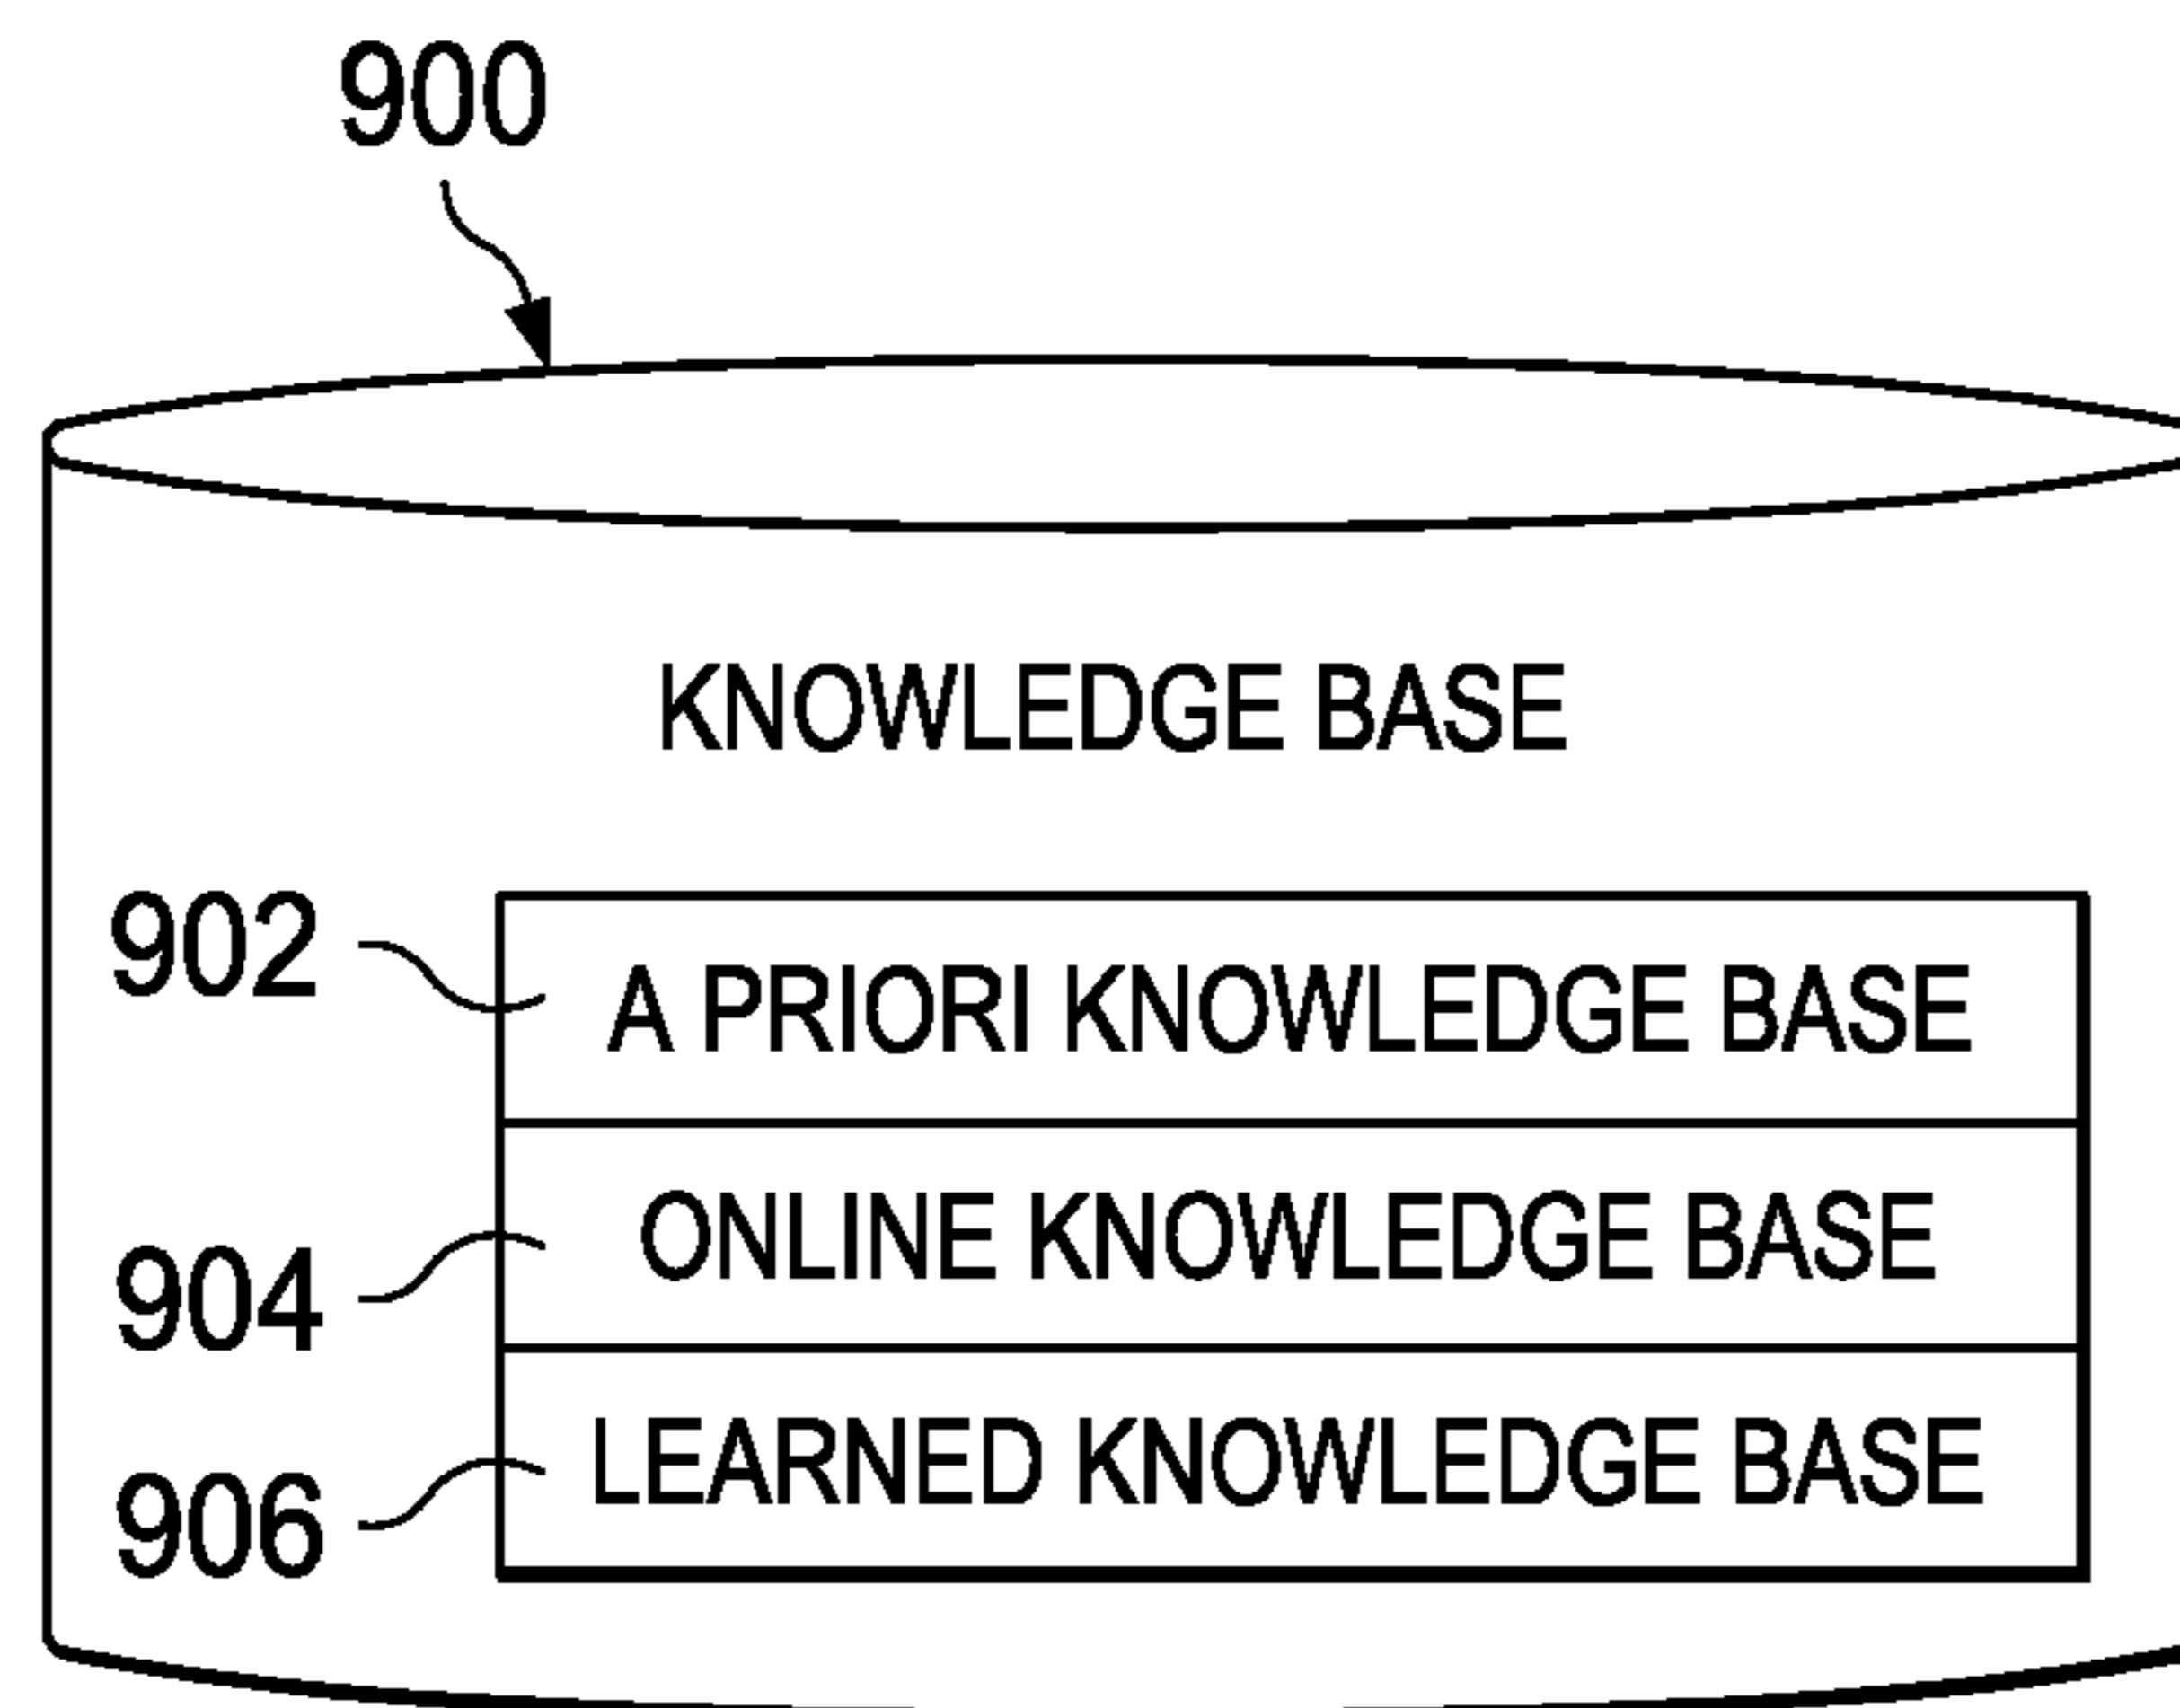 900
KNOWLEDGE BASE
902
A PRIORI KNOWLEDGE BASE
904
ONLINE KNOWLEDGE BASE
906
LEARNED KNOWLEDGE BASE